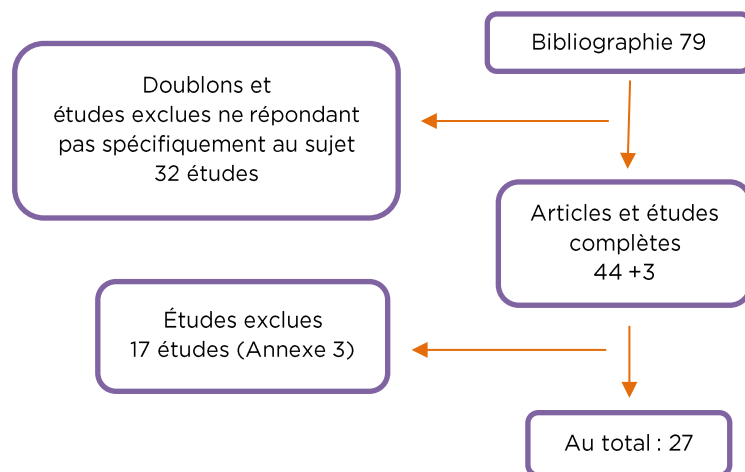 Bibliographie 79
Doublons et
études exclues ne répondant
pas spécifiquement au sujet
32 études
Articles et études
complètes
44 +3
Études exclues
17 études (Annexe 3)
Au total : 27